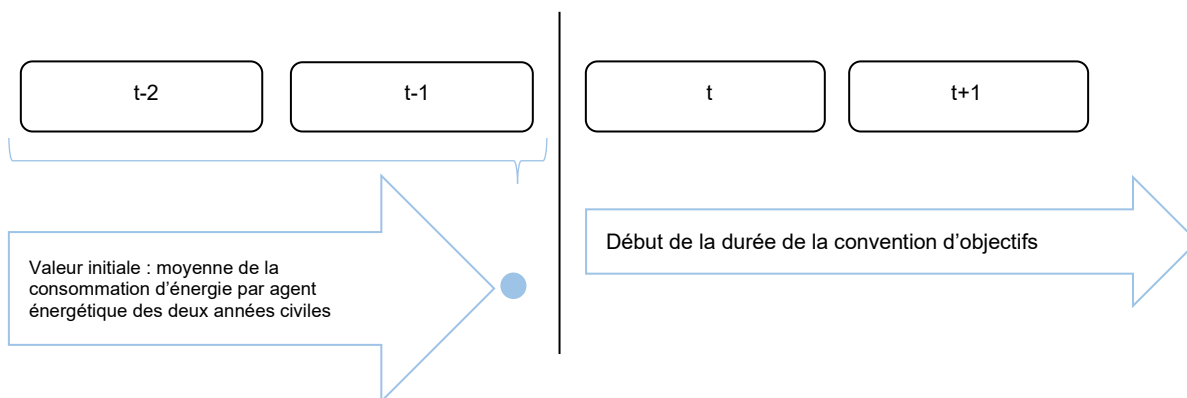 t-2
t-1
t
t+1
Valeur initiale : moyenne de la
consommation d’énergie par agent
énergétique des deux années civiles
Début de la durée de la convention d’objectifs